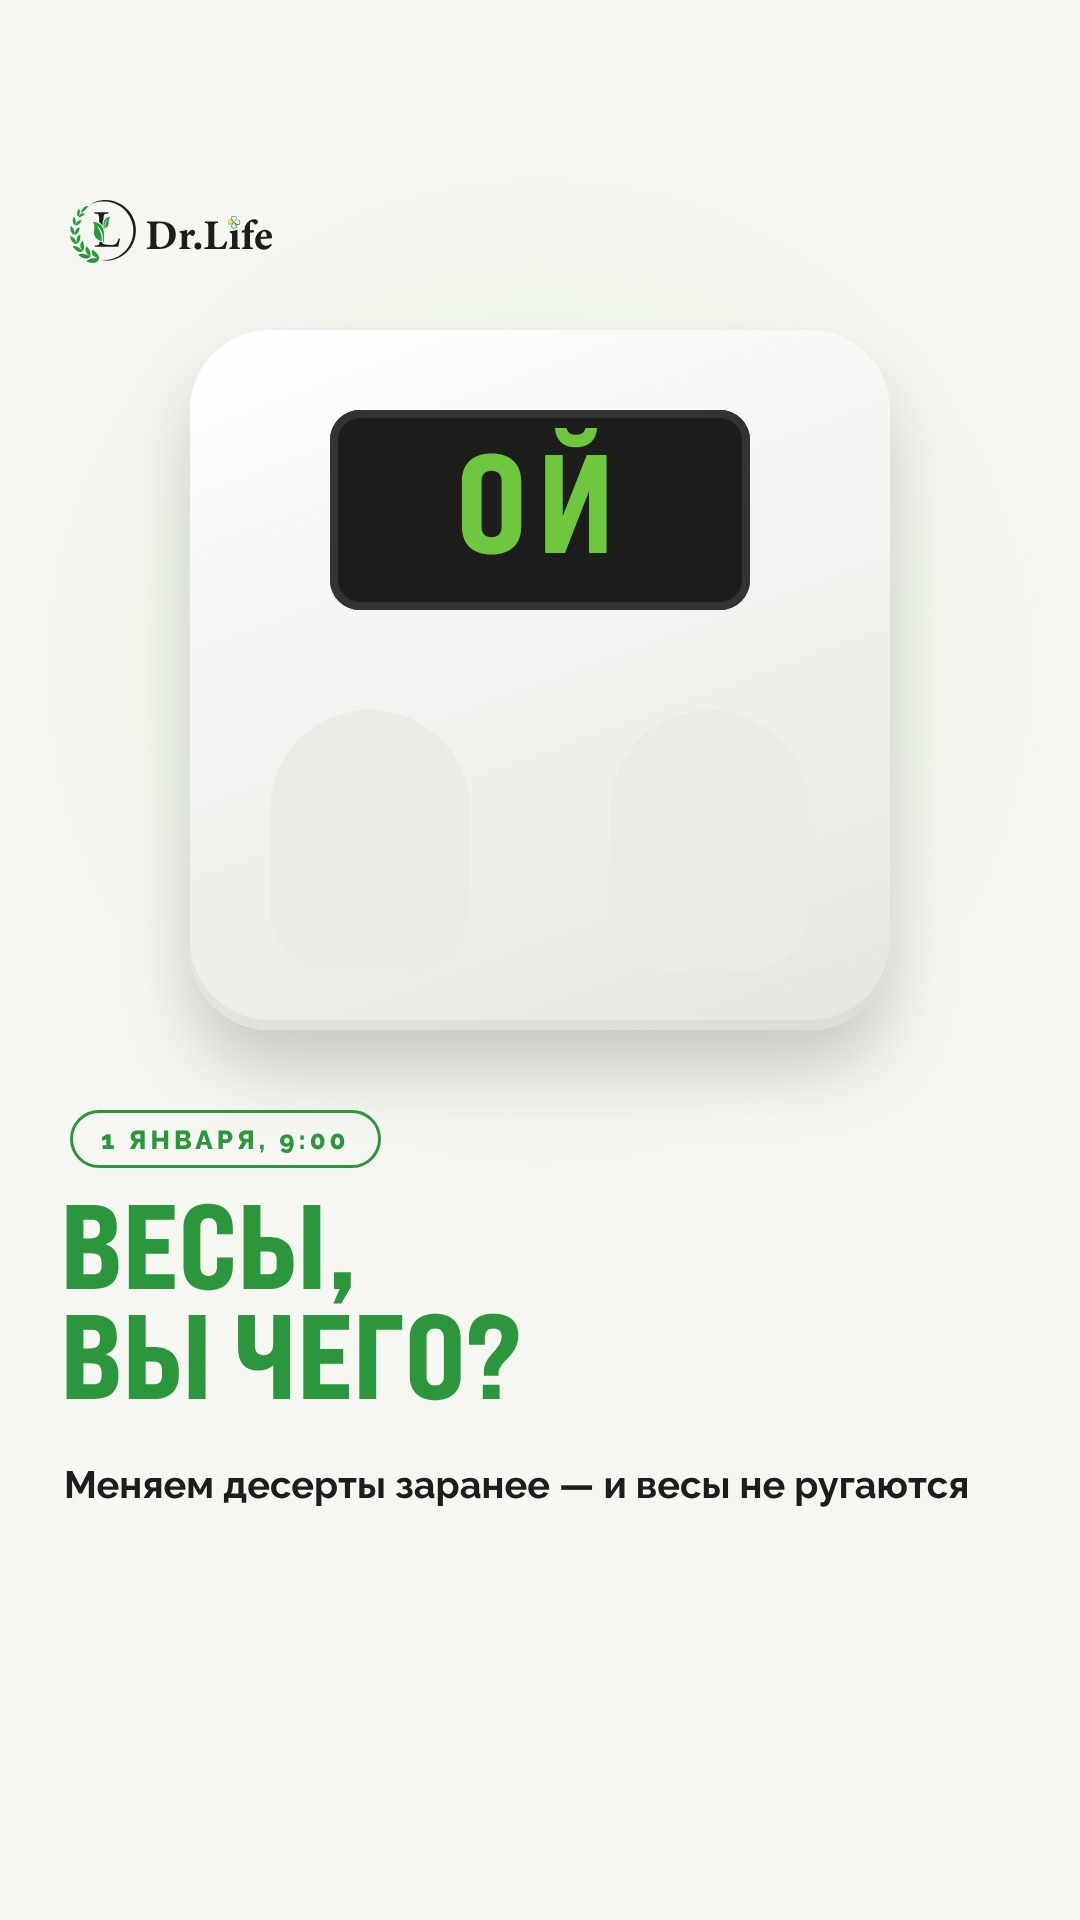 Dr.Life
ОЙ
1 ЯНВАРЯ, 9:00
ВЕСЫ,
ВЫ ЧЕГО?
Меняем десерты заранее — и весы не ругаются